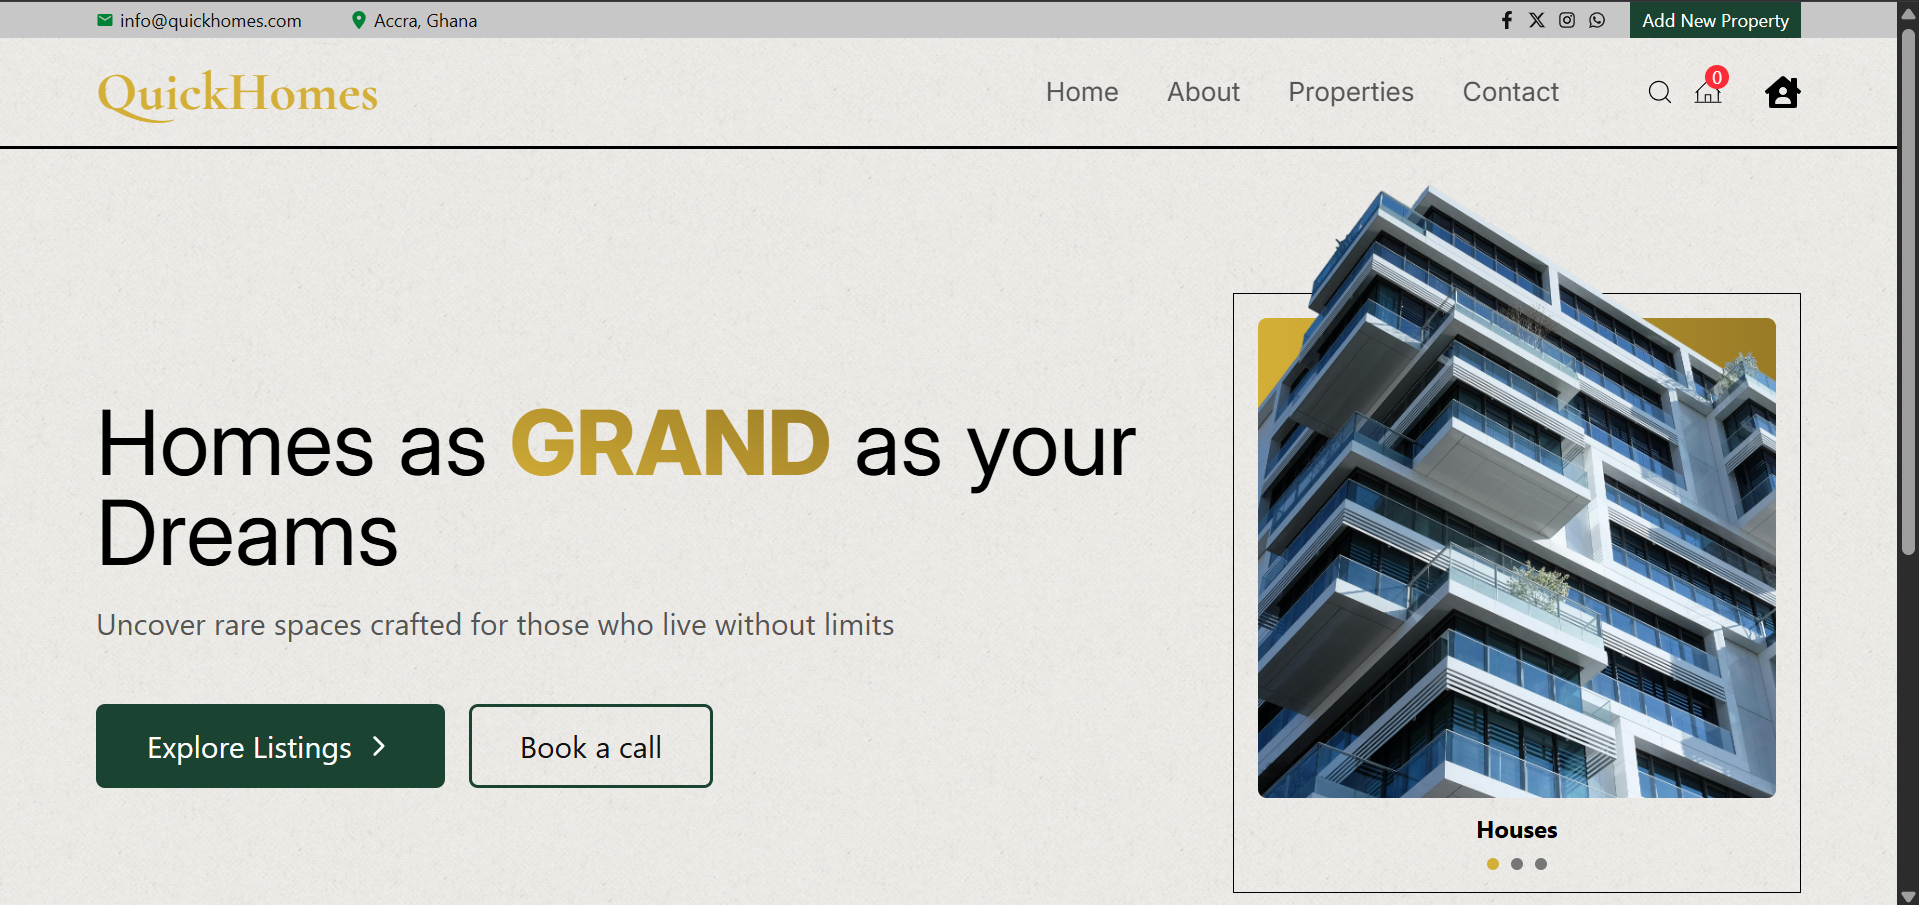 info@quickhomes.com
Accra, Ghana
Add New Property
QuickHomes
Home
About
Properties
Contact
0
Homes as GRAND as your
Dreams
Uncover rare spaces crafted for those who live without limits
Explore Listings
Book a call
Houses